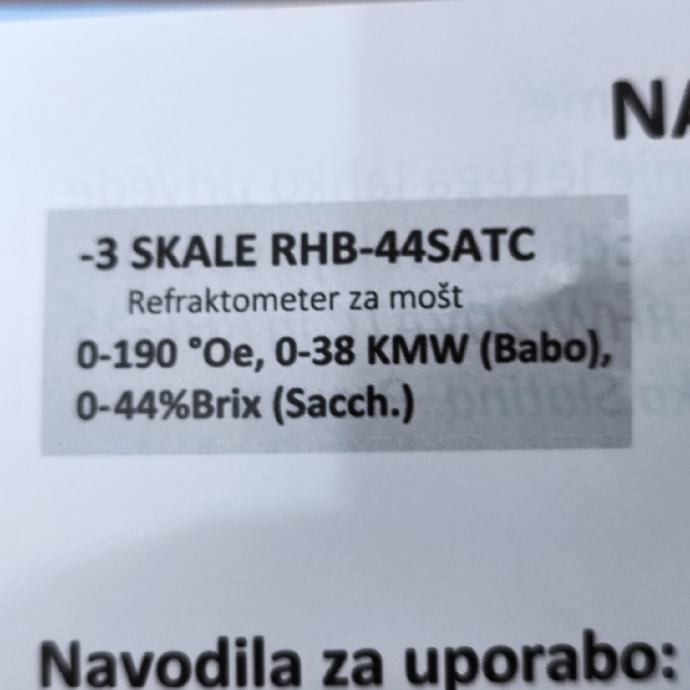 NA
-3 SKALE RHB-44SATC
Refraktometer za mošt
0-190 °Oe, 0-38 KMW (Babo),
0-44%Brix (Sacch.)
Navodila za uporabo: